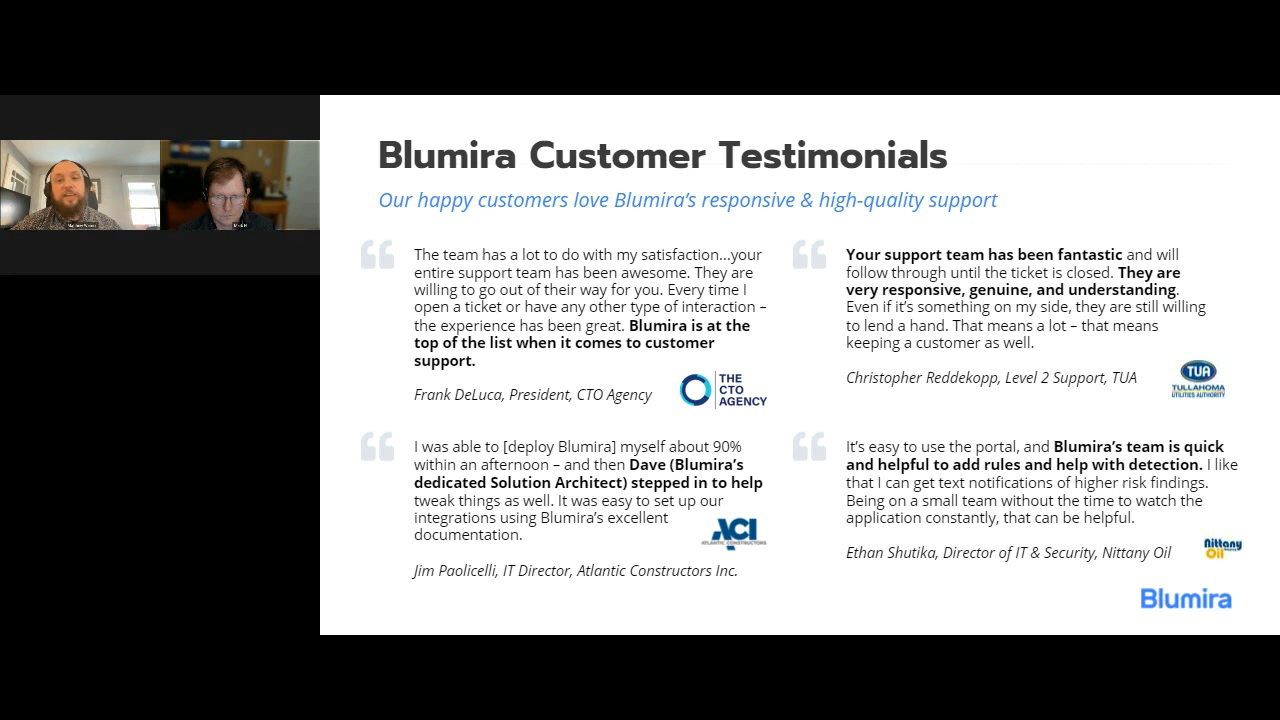 Blumira Customer Testimonials
Our happy customers love Blumira's responsive & high-quality support
The team has a lot to do with my satisfaction...your
entire support team has been awesome. They are
willing to go out of their way for you. Every time I
open a ticket or have any other type of interaction –
the experience has been great. Blumira is at the
top of the list when it comes to customer
support.
Frank DeLuca, President, CTO Agency
THE
CTO
AGENCY
Your support team has been fantastic and will
follow through until the ticket is closed. They are
very responsive, genuine, and understanding.
Even if it's something on my side, they are still willing
to lend a hand. That means a lot – that means
keeping a customer as well.
Christopher Reddekopp, Level 2 Support, TUA
TUA
TULLAHOMA
UTILITIES AUTHORITY
I was able to [deploy Blumira] myself about 90%
within an afternoon – and then Dave (Blumira's
dedicated Solution Architect) stepped in to help
tweak things as well. It was easy to set up our
integrations using Blumira's excellent
documentation.
Jim Paolicelli, IT Director, Atlantic Constructors Inc.
ACI
ATLANTIC CONSTRUCTORS
It's easy to use the portal, and Blumira's team is quick
and helpful to add rules and help with detection. I like
that I can get text notifications of higher risk findings.
Being on a small team without the time to watch the
application constantly, that can be helpful.
Ethan Shutika, Director of IT & Security, Nittany Oil
Nittany
Oil
Blumira